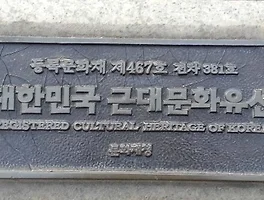 등록문화재 제467호 전차 381호
대한민국 근대문화유산
REGISTERED CULTURAL HERITAGE OF KOREA
문화재청